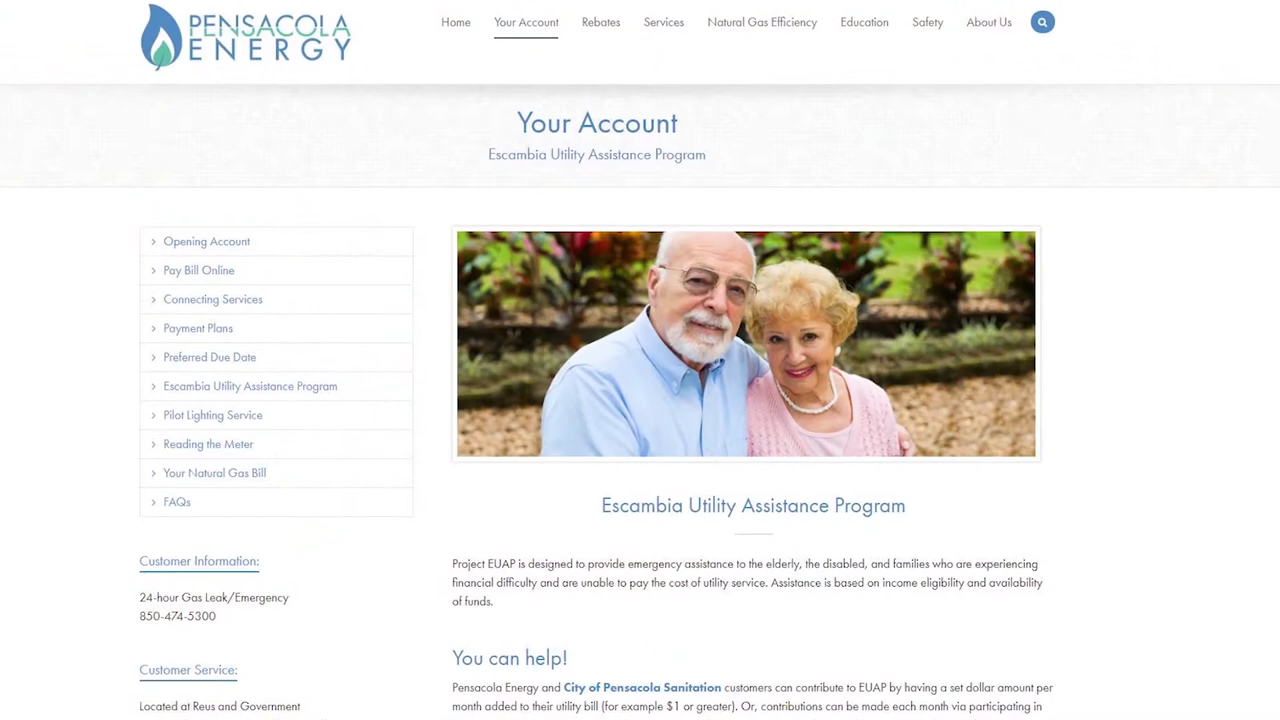 PENSACOLA
ENERGY
Home Your Account Rebates Services Natural Gas Efficiency Education Safety About Us
Your Account
Escambia Utility Assistance Program
Opening Account
Pay Bill Online
Connecting Services
Payment Plans
Preferred Due Date
Escambia Utility Assistance Program
Pilot Lighting Service
Reading the Meter
Your Natural Gas Bill
FAQs
Customer Information:
24-hour Gas Leak/Emergency
850-474-5300
Customer Service:
Located at Reus and Government
Escambia Utility Assistance Program
Project EUAP is designed to provide emergency assistance to the elderly, the disabled, and families who are experiencing
financial difficulty and are unable to pay the cost of utility service. Assistance is based on income eligibility and availability
of funds.
You can help!
Pensacola Energy and City of Pensacola Sanitation customers can contribute to EUAP by having a set dollar amount per
month added to their utility bill (for example $1 or greater). Or, contributions can be made each month via participating in